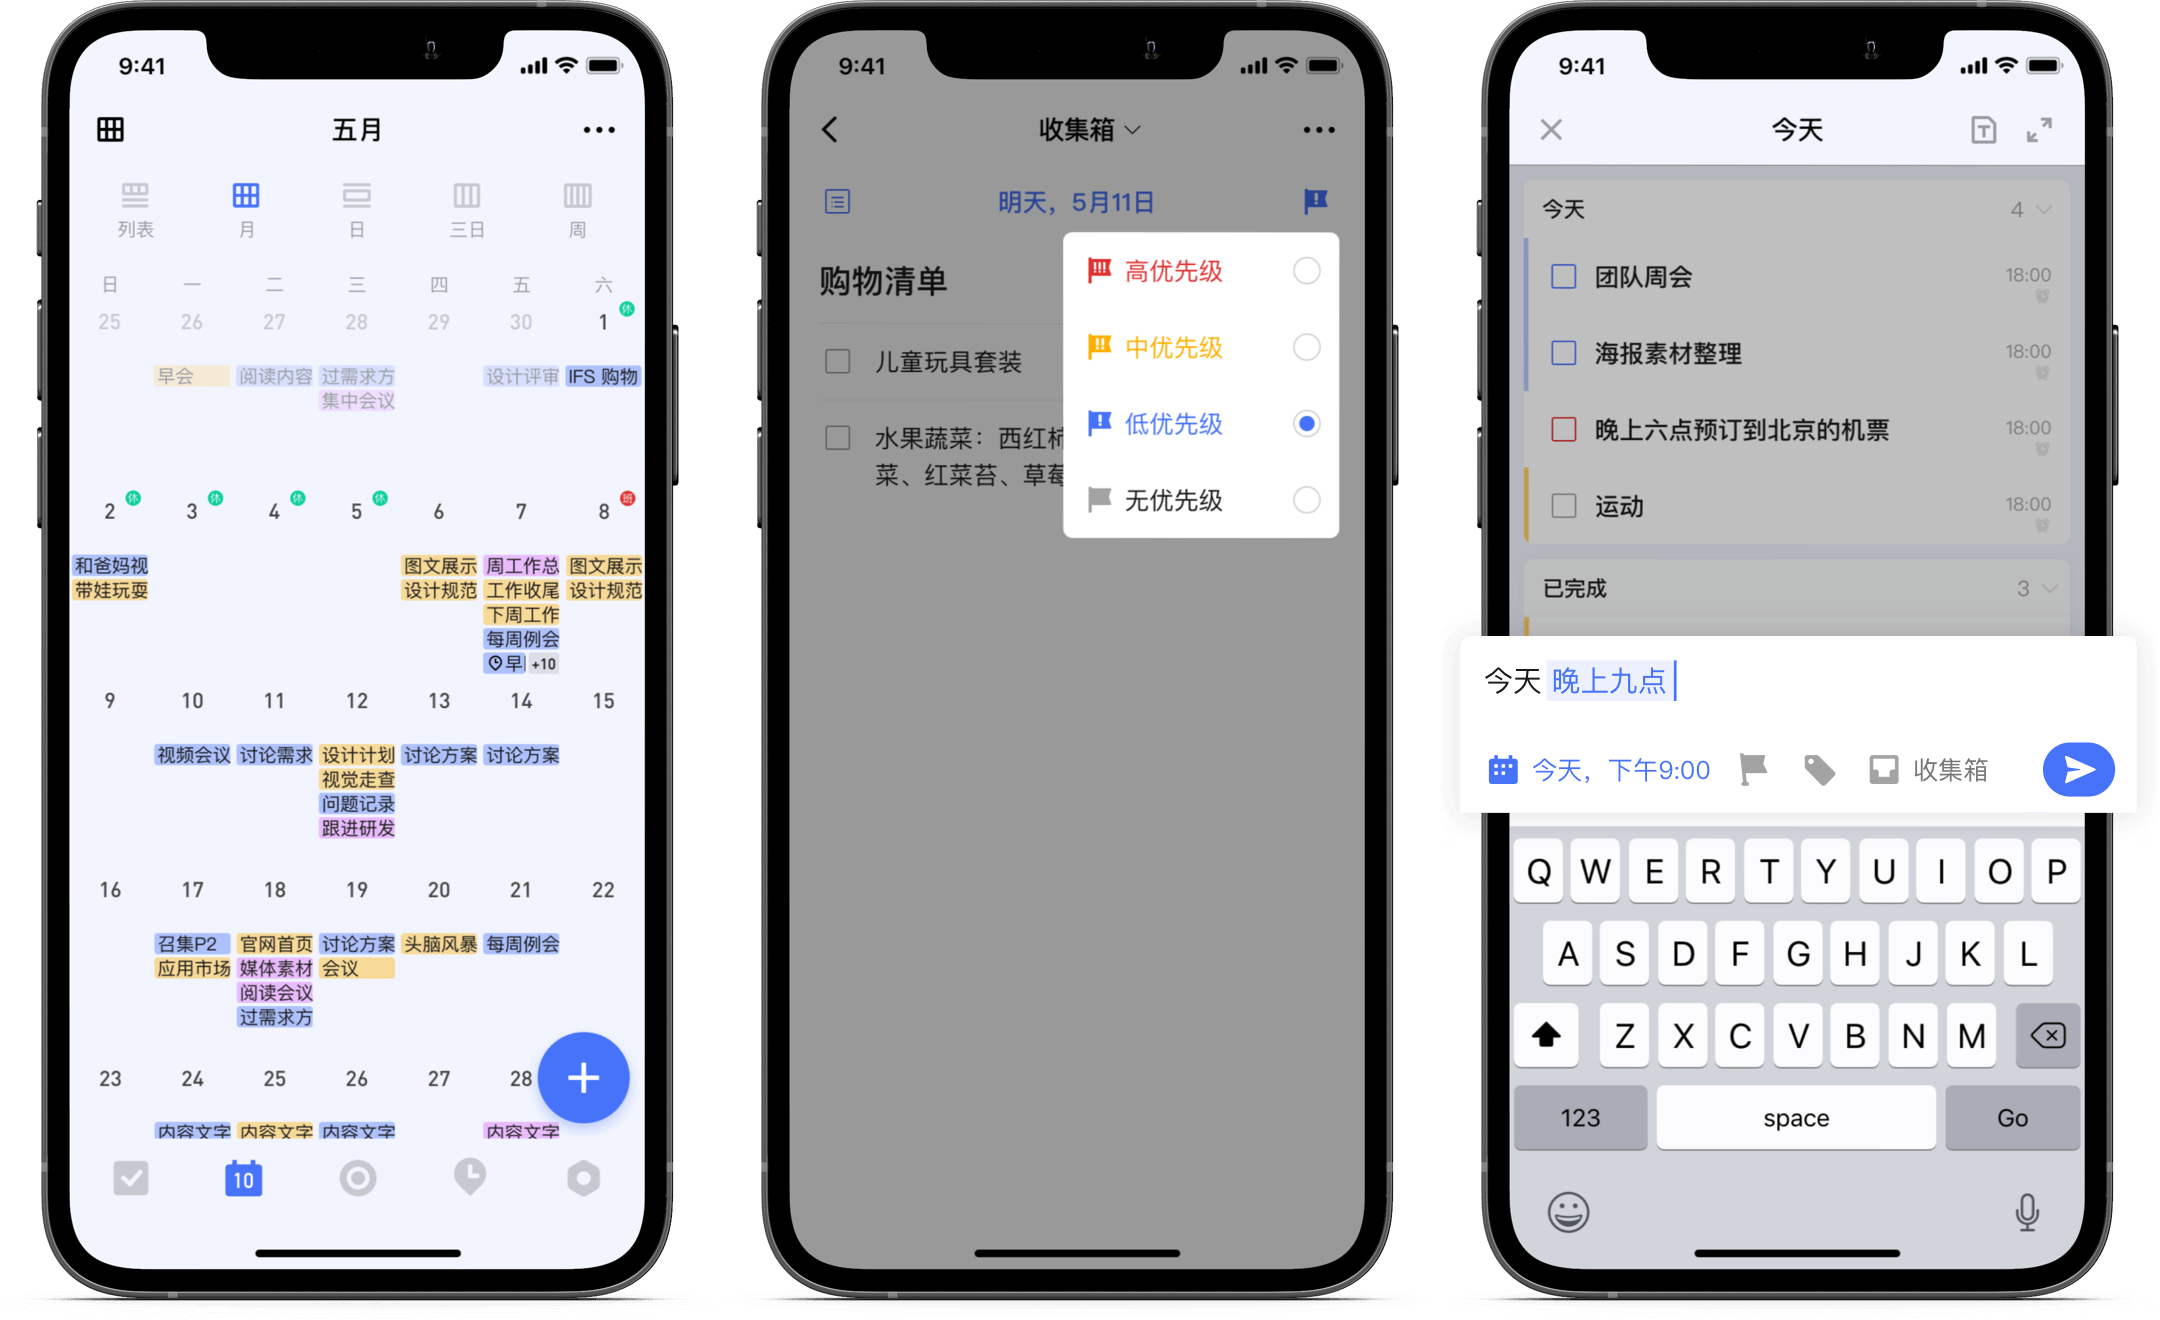 9:41
五月
列表 月 日 三日 周
日 一 二 三 四 五 六
25 26 27 28 29 30 1 休
早会 阅读内容 过需求方 设计评审 IFS 购物
集中会议
2 休 3 休 4 休 5 休 6 7 8 班
和爸妈视 图文展示 周工作总 图文展示
带娃玩耍 设计规范 工作收尾 设计规范
下周工作
每周例会
早 +10
9 10 11 12 13 14 15
视频会议 讨论需求 设计计划 讨论方案 讨论方案
视觉走查
问题记录
跟进研发
16 17 18 19 20 21 22
召集P2 官网首页 讨论方案 头脑风暴 每周例会
应用市场 媒体素材 会议
阅读会议
过需求方
23 24 25 26 27 28
内容文字 内容文字 内容文字 内容文字
10
9:41
收集箱
明天，5月11日
购物清单
儿童玩具套装
水果蔬菜：西红柿
菜、红菜苔、草莓
高优先级
中优先级
低优先级
无优先级
9:41
今天
今天 4
团队周会 18:00
海报素材整理 18:00
晚上六点预订到北京的机票 18:00
运动 18:00
已完成 3
今天 晚上九点
今天，下午9:00 收集箱
Q W E R T Y U I O P
A S D F G H J K L
Z X C V B N M
123 space Go